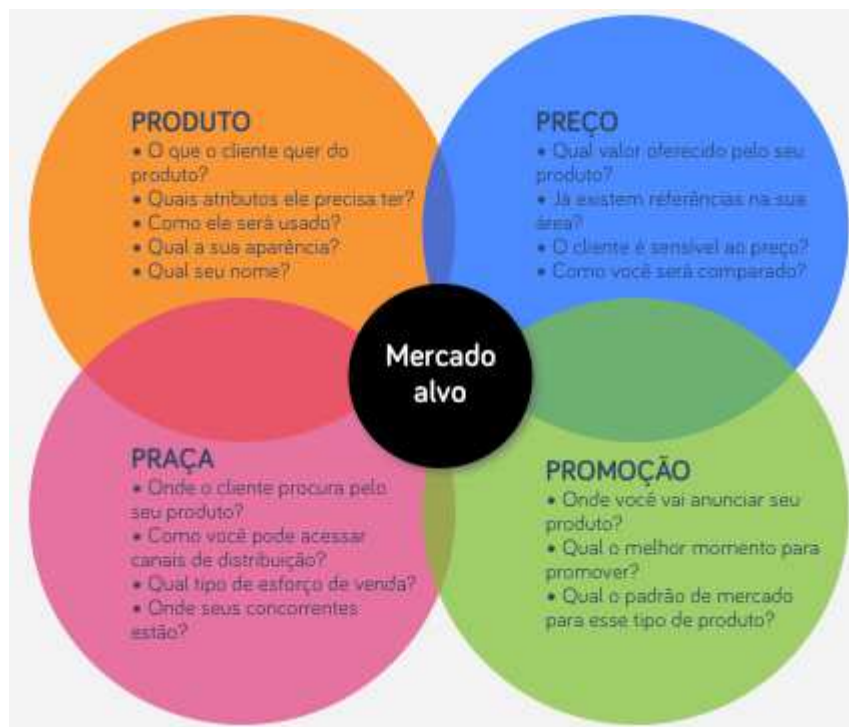 PRODUTO
• O que o cliente quer do
produto?
• Quais atributos ele precisa ter?
• Como ele será usado?
• Qual a sua aparência?
• Qual seu nome?
PREÇO
• Qual valor oferecido pelo seu
produto?
• Já existem referências na sua
área?
• O cliente é sensível ao preço?
• Como você será comparado?
Mercado
alvo
PRAÇA
• Onde o cliente procura pelo
seu produto?
• Como você pode acessar
canais de distribuição?
• Qual tipo de esforço de venda?
• Onde seus concorrentes
estão?
PROMOÇÃO
• Onde você vai anunciar seu
produto?
• Qual o melhor momento para
promover?
• Qual o padrão de mercado
para esse tipo de produto?